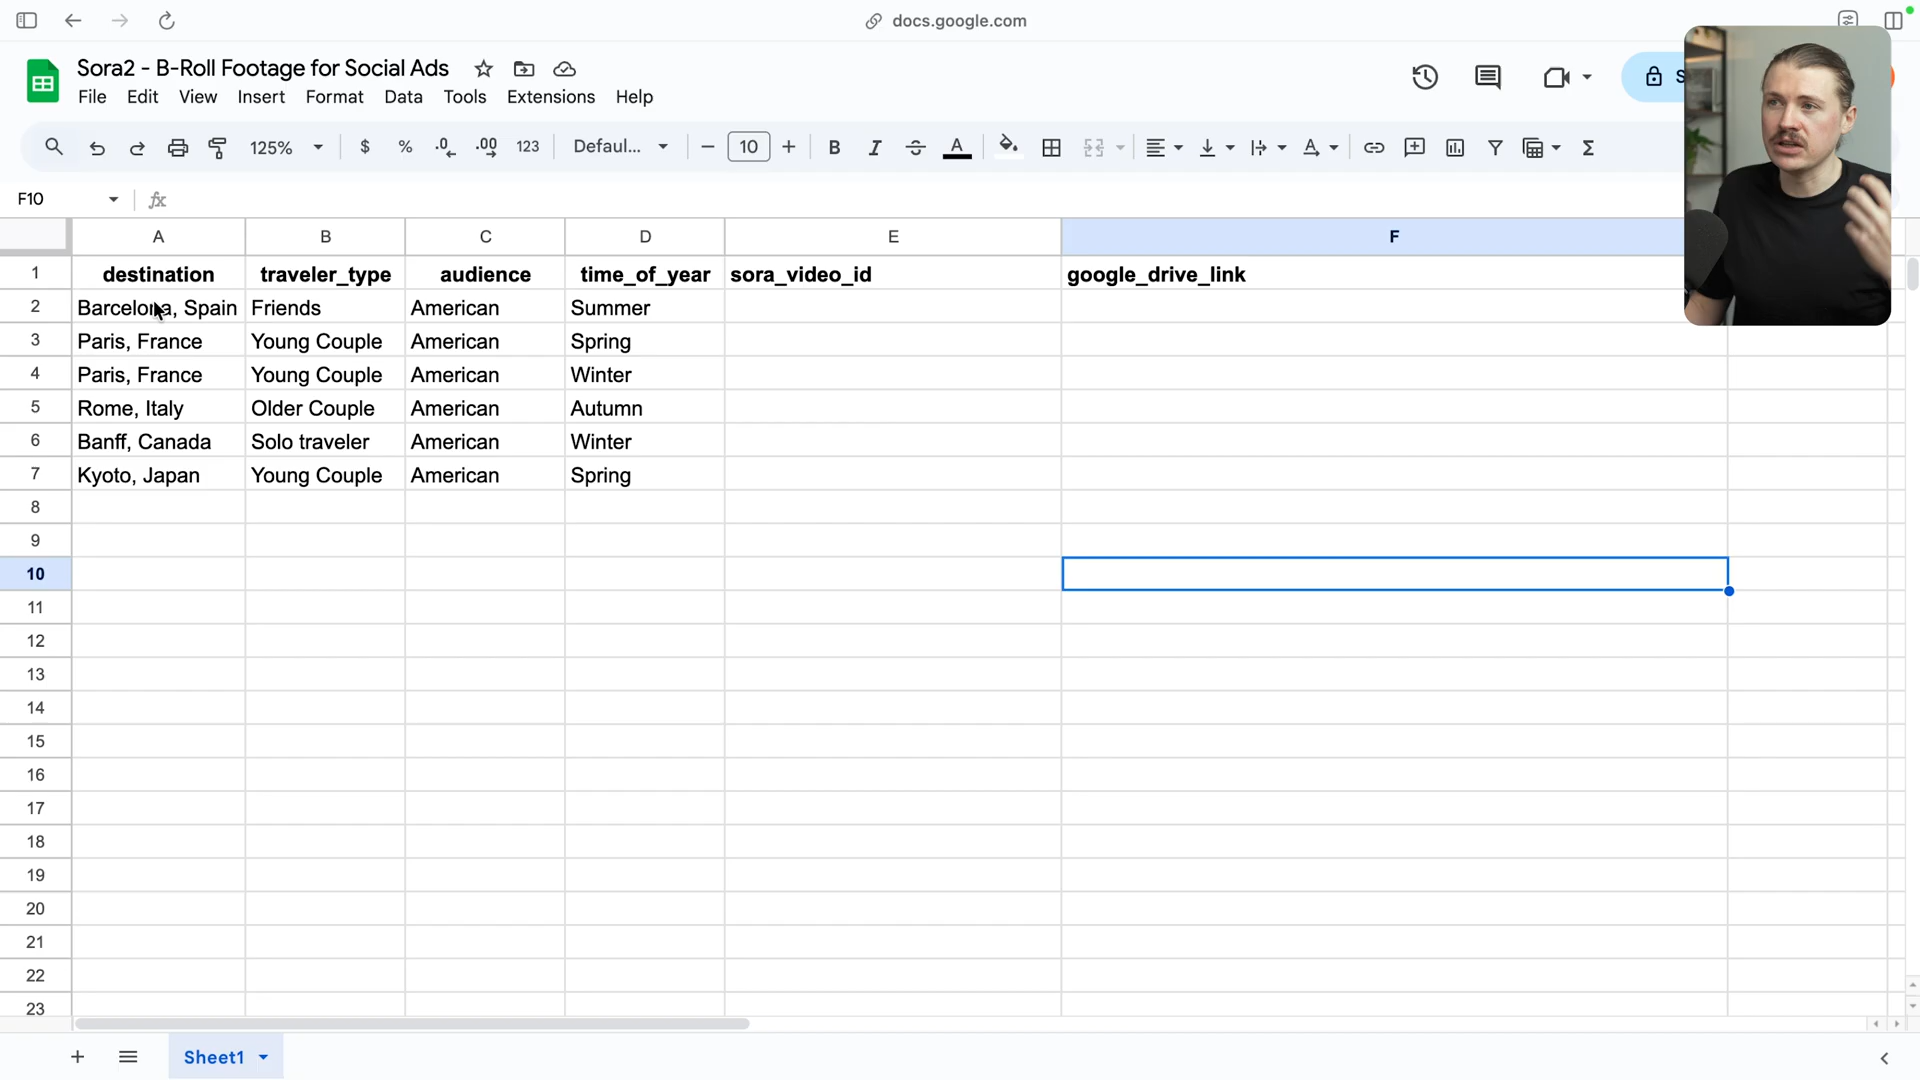 docs.google.com
Sora2 - B-Roll Footage for Social Ads
File Edit View Insert Format Data Tools Extensions Help
125% $ % .0 .00 123 Defaul... 10 B I A
F10 fx
A B C D E F
1 destination traveler_type audience time_of_year sora_video_id google_drive_link
2 Barcelona, Spain Friends American Summer
3 Paris, France Young Couple American Spring
4 Paris, France Young Couple American Winter
5 Rome, Italy Older Couple American Autumn
6 Banff, Canada Solo traveler American Winter
7 Kyoto, Japan Young Couple American Spring
8
9
10
11
12
13
14
15
16
17
18
19
20
21
22
23
Sheet1